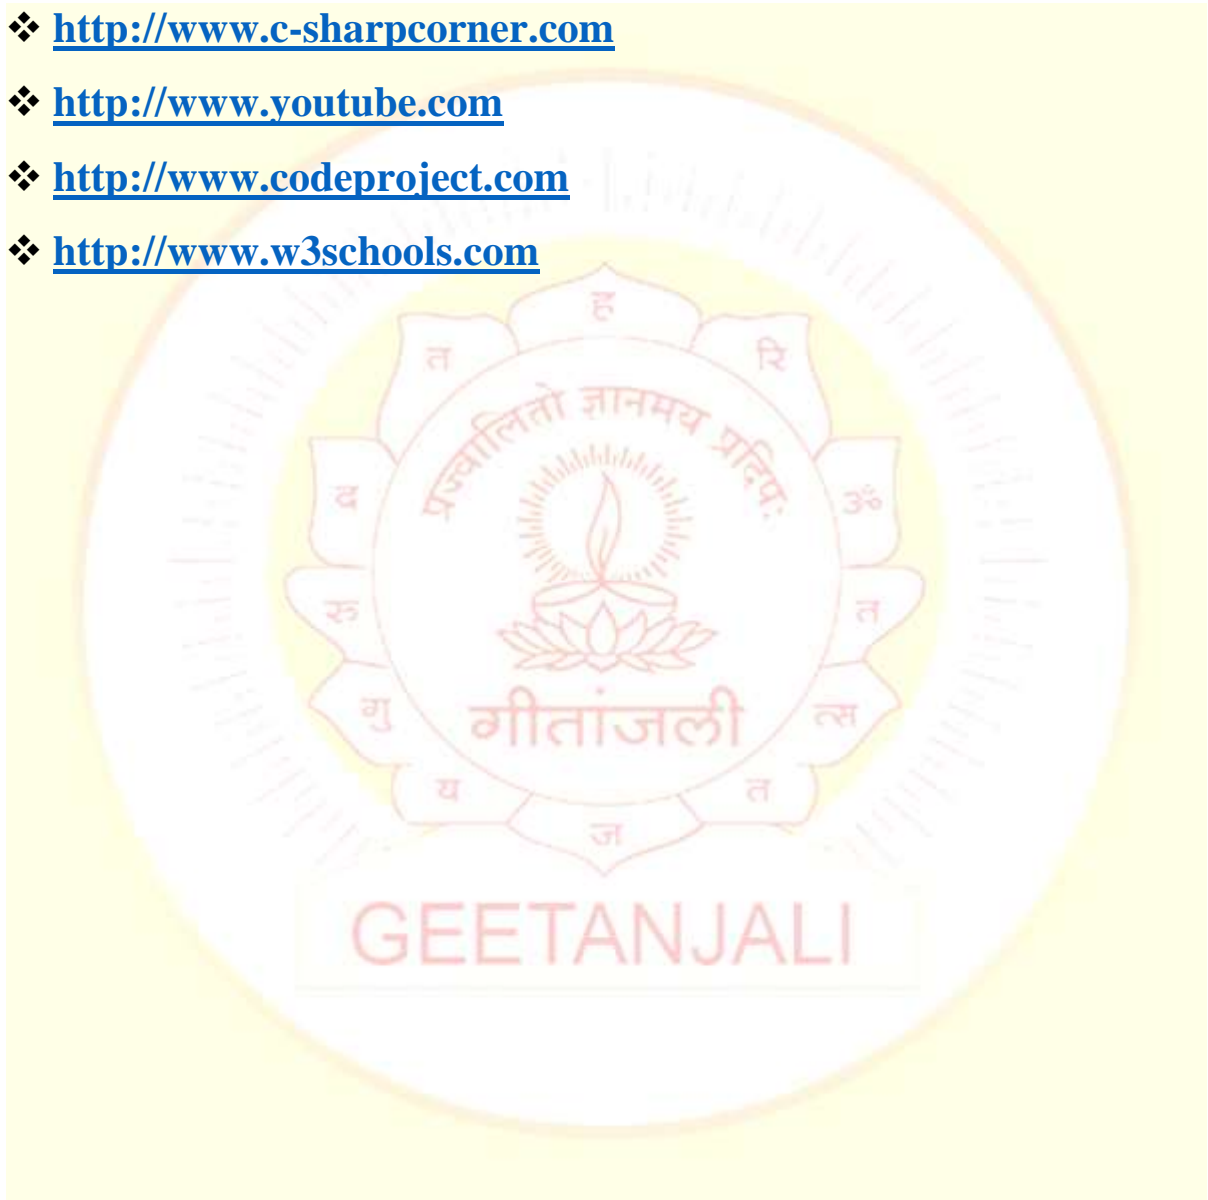 ❖ http://www.c-sharpcorner.com
❖ http://www.youtube.com
❖ http://www.codeproject.com
❖ http://www.w3schools.com
ह
रि
ॐ
त
त्स
त
ज
य
गु
रु
द
त
प्रज्वालितो ज्ञानमय प्रदिपः
गीतांजली
GEETANJALI